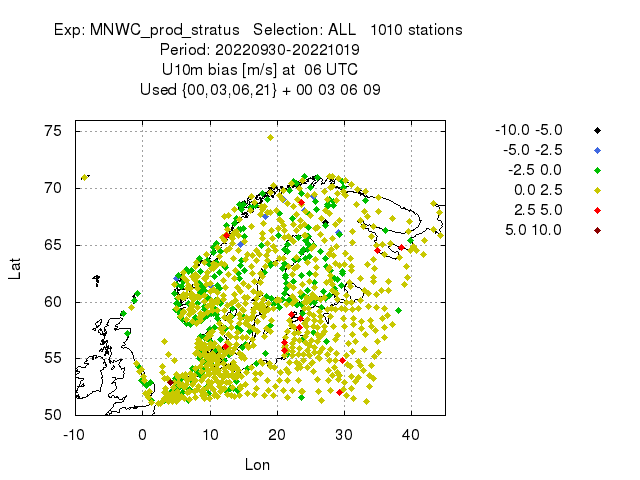 Exp: MNWC_prod_stratus   Selection: ALL   1010 stations
Period: 20220930-20221019
U10m bias [m/s] at  06 UTC
Used {00,03,06,21} + 00 03 06 09
-10.0 -5.0
-5.0 -2.5
-2.5 0.0
0.0 2.5
2.5 5.0
5.0 10.0
75
70
65
60
55
50
Lat
-10 0 10 20 30 40
Lon